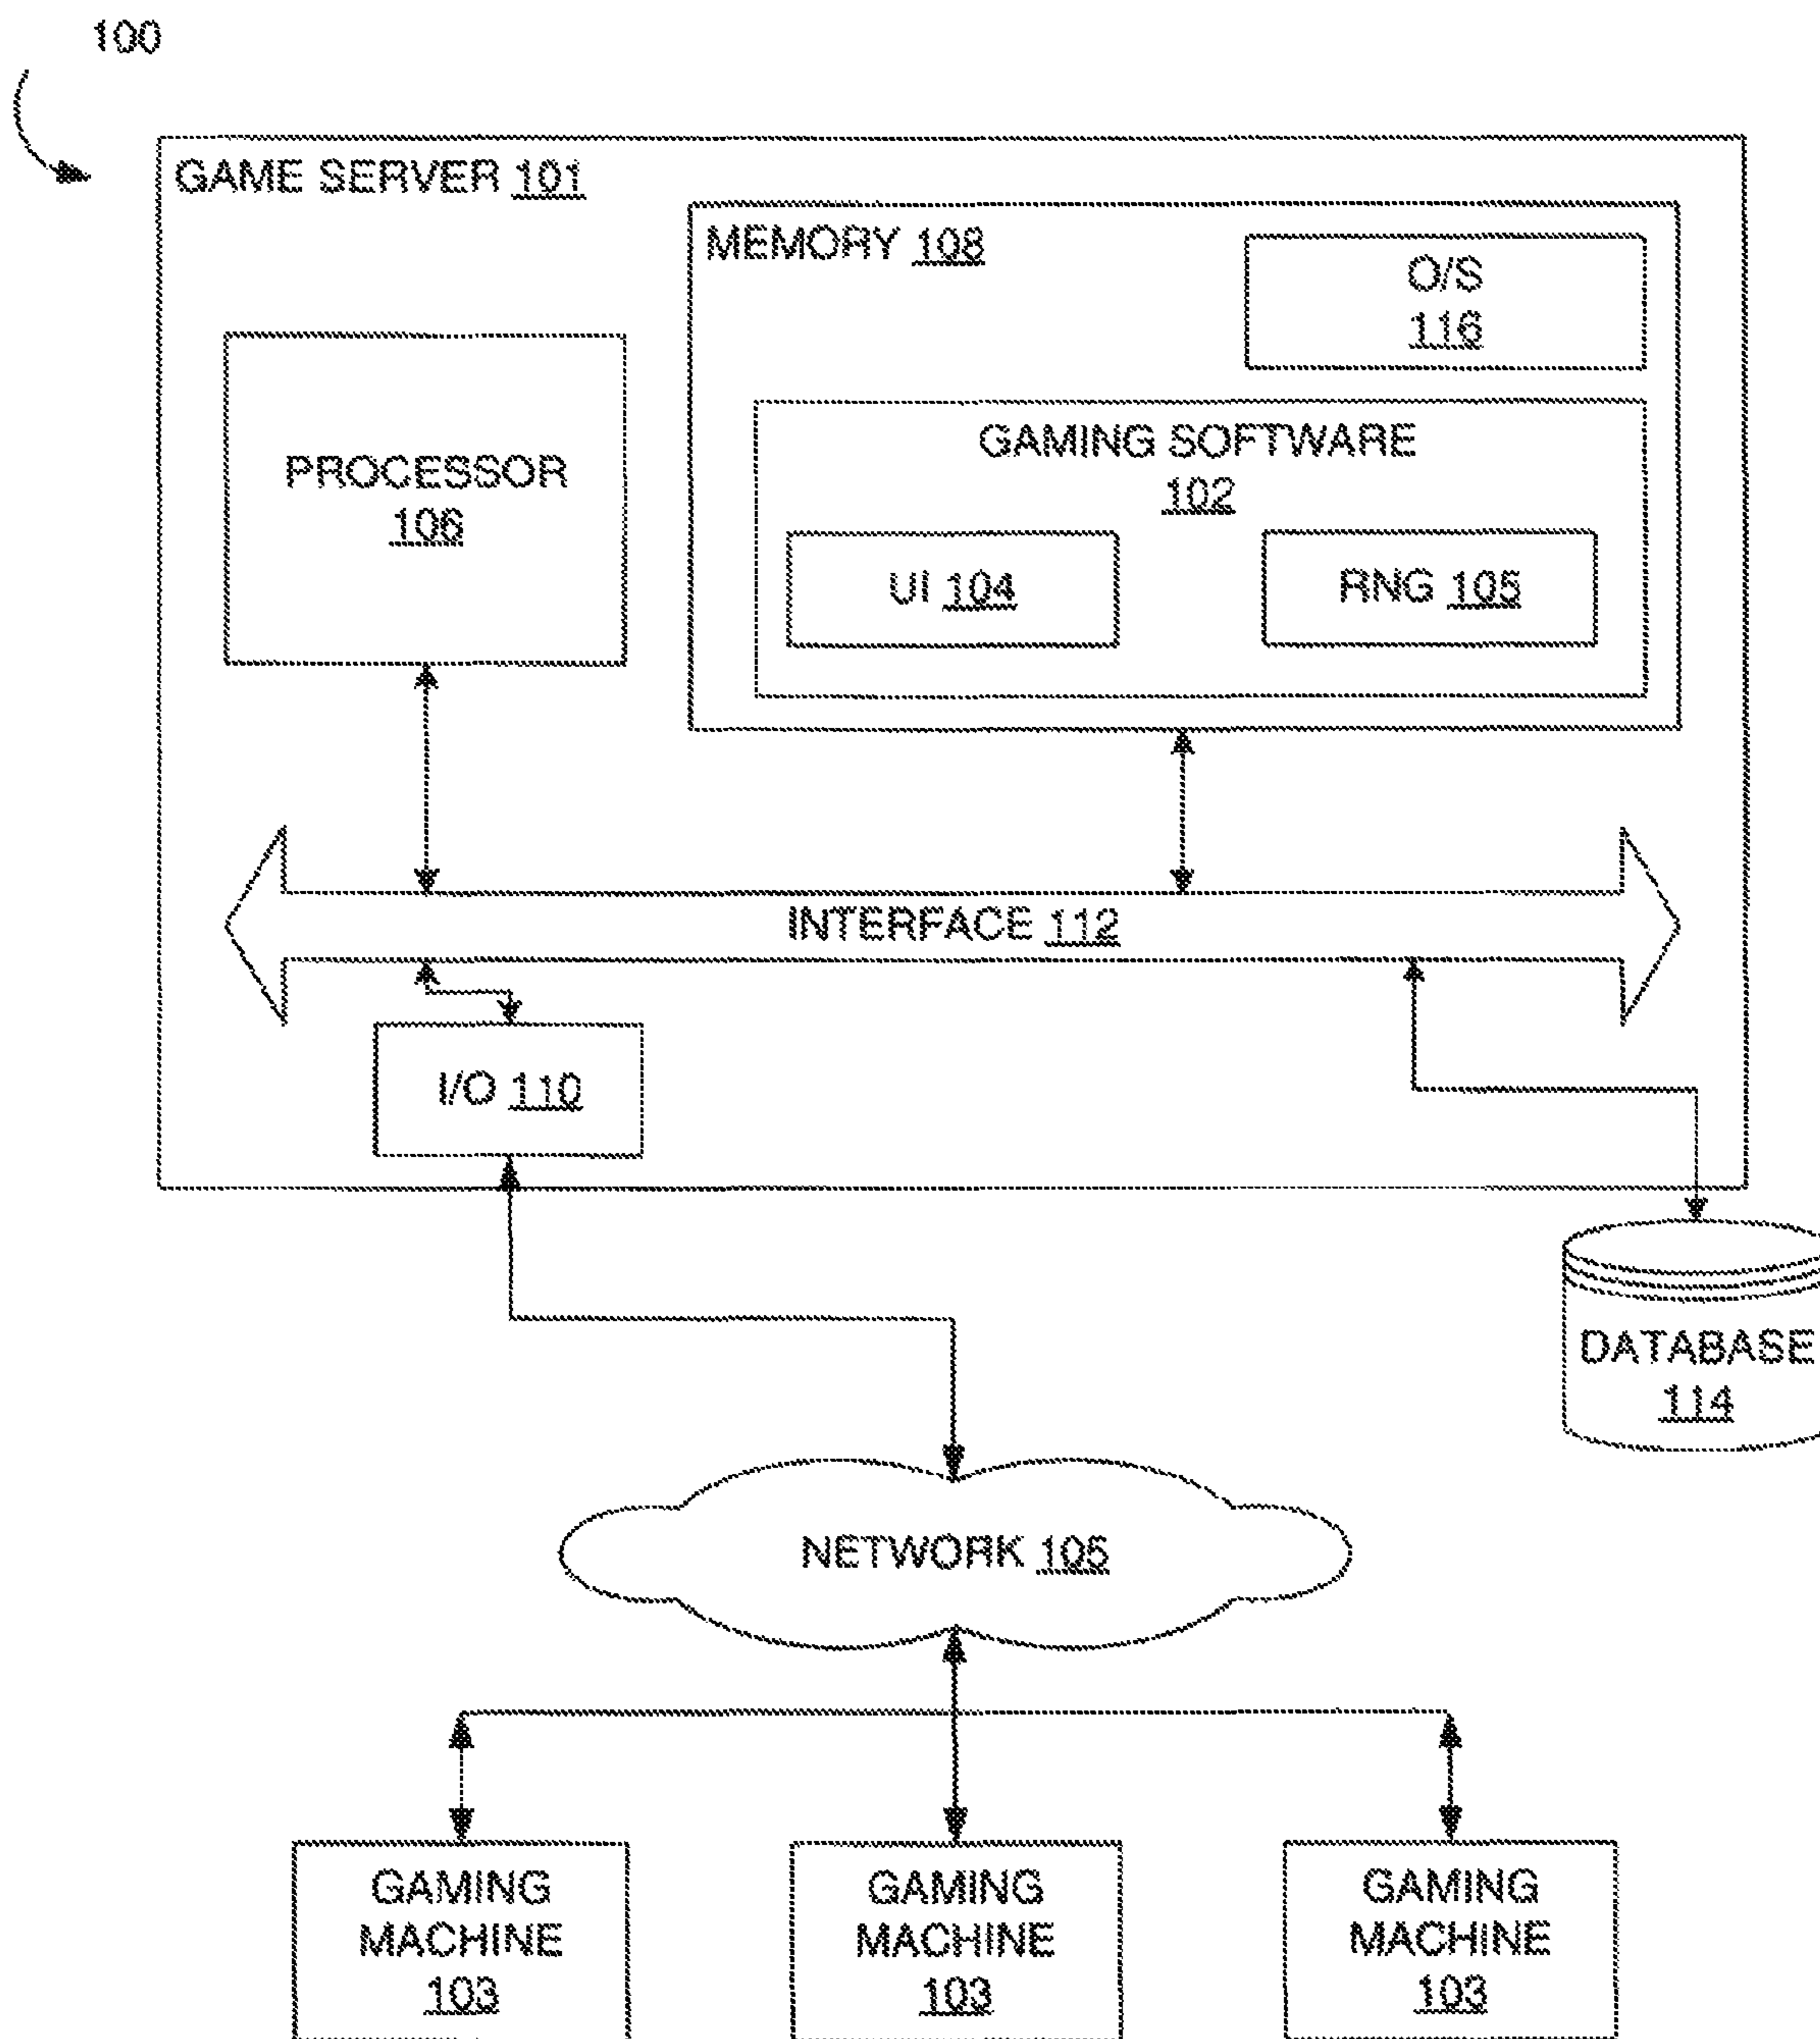 100
GAME SERVER 101
MEMORY 108
O/S
116
PROCESSOR
106
GAMING SOFTWARE
102
UI 104
RNG 105
INTERFACE 112
I/O 110
DATABASE
114
NETWORK 105
GAMING
MACHINE
103
GAMING
MACHINE
103
GAMING
MACHINE
103